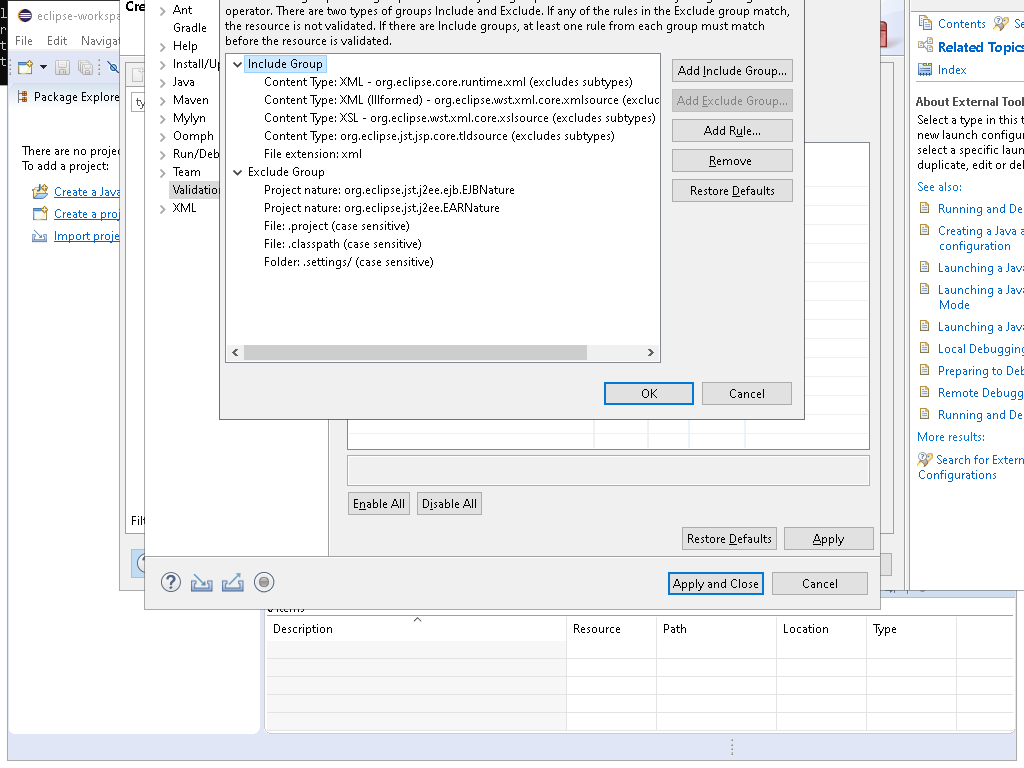 operator. There are two types of groups Include and Exclude. If any of the rules in the Exclude group match,
the resource is not validated. If there are Include groups, at least one rule from each group must match
before the resource is validated.
Include Group
Content Type: XML - org.eclipse.core.runtime.xml (excludes subtypes)
Content Type: XML (Illformed) - org.eclipse.wst.xml.core.xmlsource (exclu
Content Type: XSL - org.eclipse.wst.xml.core.xslsource (excludes subtypes)
Content Type: org.eclipse.jst.jsp.core.tldsource (excludes subtypes)
File extension: xml
Exclude Group
Project nature: org.eclipse.jst.j2ee.ejb.EJBNature
Project nature: org.eclipse.jst.j2ee.EARNature
File: .project (case sensitive)
File: .classpath (case sensitive)
Folder: .settings/ (case sensitive)
Add Include Group...
Add Exclude Group...
Add Rule...
Remove
Restore Defaults
OK
Cancel
eclipse-workspa
File Edit Navigat
Package Explore
There are no projec
To add a project:
Create a Java
Create a proj
Import proje
Cre
ty
Filt
Ant
Gradle
Help
Install/Up
Java
Maven
Mylyn
Oomph
Run/Deb
Team
Validation
XML
Enable All
Disable All
Restore Defaults
Apply
Apply and Close
Cancel
Contents
Se
Related Topics
Index
About External Tool
Select a type in this t
new launch configur
select a specific laun
duplicate, edit or del
See also:
Running and De
Creating a Java a
configuration
Launching a Java
Launching a Java
Mode
Launching a Java
Local Debugging
Preparing to Deb
Remote Debugg
Running and De
More results:
Search for Extern
Configurations
Description
Resource
Path
Location
Type